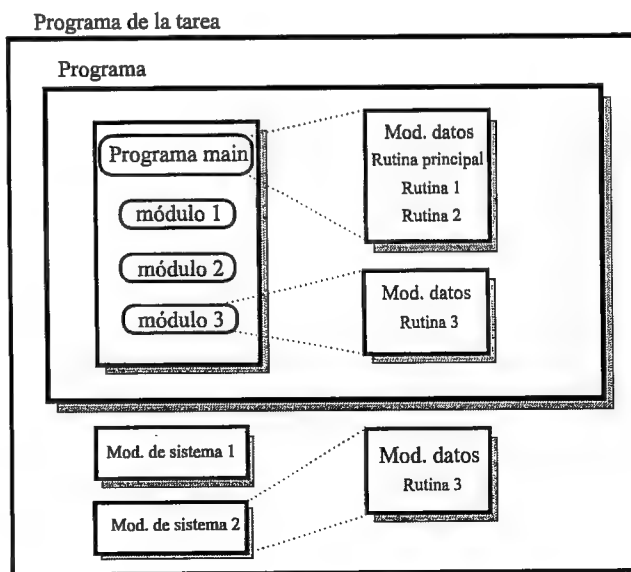 Programa de la tarea
Programa
Programa main
módulo 1
módulo 2
módulo 3
Mod. datos
Rutina principal
Rutina 1
Rutina 2
Mod. datos
Rutina 3
Mod. de sistema 1
Mod. de sistema 2
Mod. datos
Rutina 3